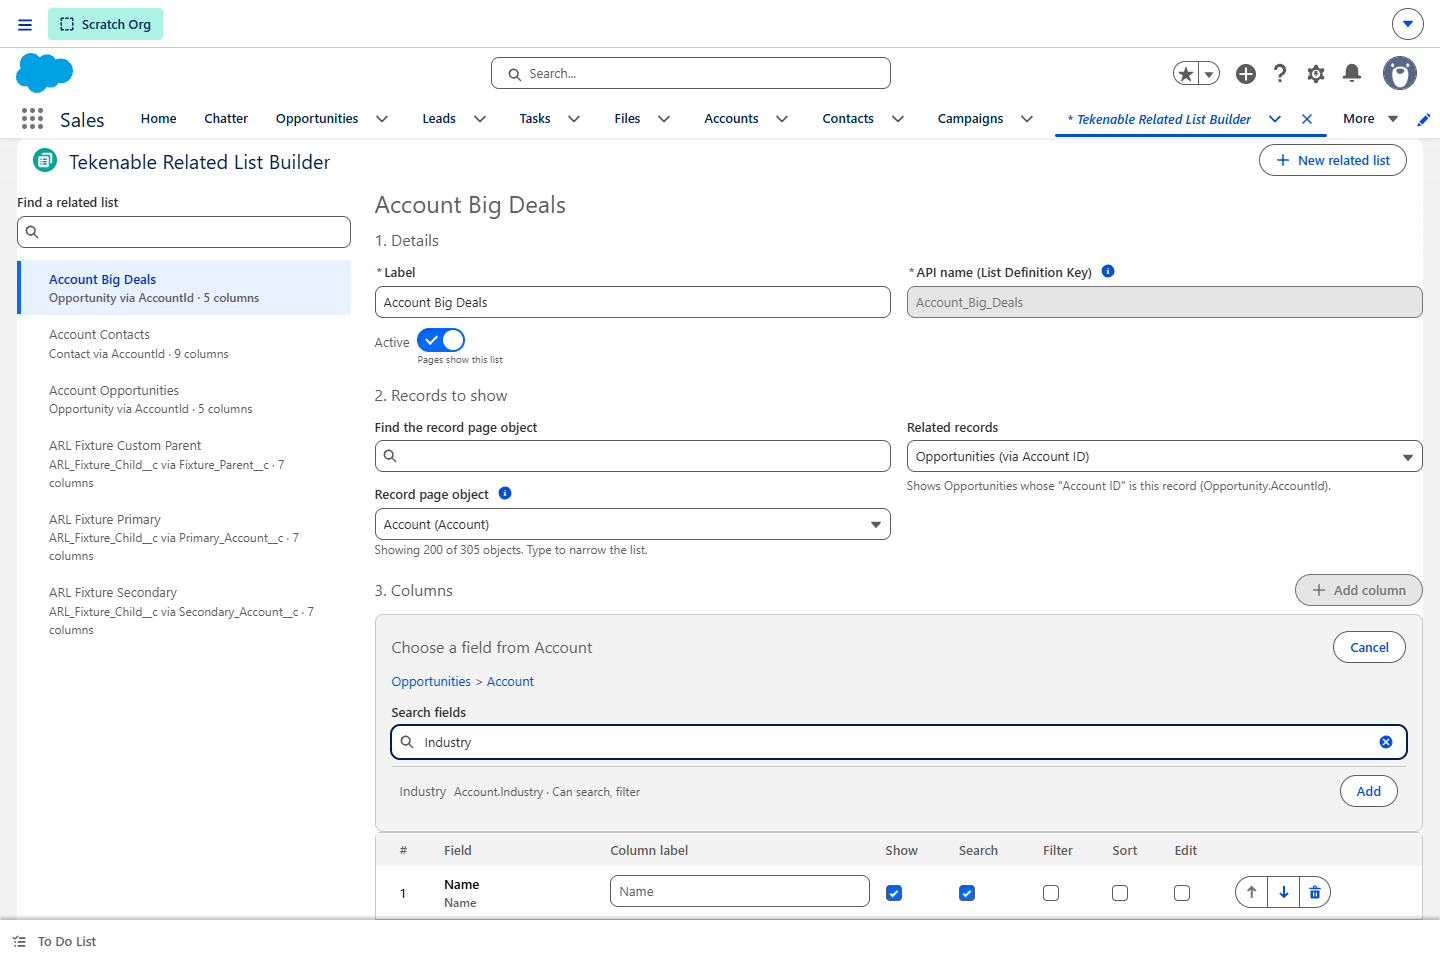 Scratch Org
Search...
Sales
Home
Chatter
Opportunities
Leads
Tasks
Files
Accounts
Contacts
Campaigns
* Tekenable Related List Builder
More
Tekenable Related List Builder
New related list
Find a related list
Account Big Deals
Opportunity via AccountId · 5 columns
Account Contacts
Contact via AccountId · 9 columns
Account Opportunities
Opportunity via AccountId · 5 columns
ARL Fixture Custom Parent
ARL_Fixture_Child__c via Fixture_Parent__c · 7
columns
ARL Fixture Primary
ARL_Fixture_Child__c via Primary_Account__c · 7
columns
ARL Fixture Secondary
ARL_Fixture_Child__c via Secondary_Account__c · 7
columns
Account Big Deals
1. Details
* Label
Account Big Deals
* API name (List Definition Key)
Account_Big_Deals
Active
Pages show this list
2. Records to show
Find the record page object
Related records
Opportunities (via Account ID)
Shows Opportunities whose "Account ID" is this record (Opportunity.AccountId).
Record page object
Account (Account)
Showing 200 of 305 objects. Type to narrow the list.
3. Columns
Add column
Choose a field from Account
Cancel
Opportunities > Account
Search fields
Industry
Industry Account.Industry · Can search, filter
Add
# Field Column label Show Search Filter Sort Edit
1 Name Name
Name
To Do List